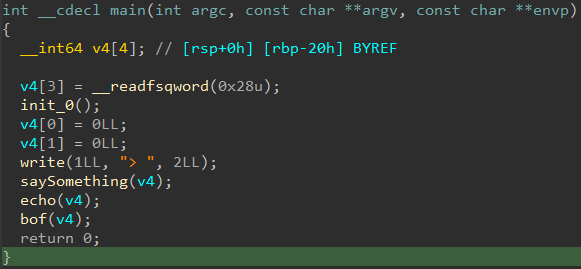 int __cdecl main(int argc, const char **argv, const char **envp)
{
  __int64 v4[4]; // [rsp+0h] [rbp-20h] BYREF

  v4[3] = __readfsqword(0x28u);
  init_0();
  v4[0] = 0LL;
  v4[1] = 0LL;
  write(1LL, "> ", 2LL);
  saySomething(v4);
  echo(v4);
  bof(v4);
  return 0;
}